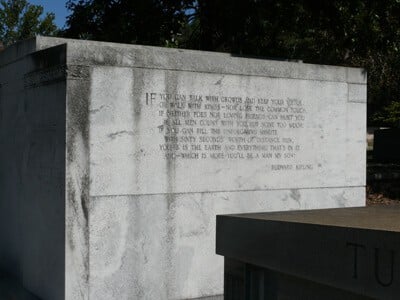 IF YOU CAN TALK WITH CROWDS AND KEEP YOUR VIRTUE,
OR WALK WITH KINGS—NOR LOSE THE COMMON TOUCH,
IF NEITHER FOES NOR LOVING FRIENDS CAN HURT YOU
IF ALL MEN COUNT WITH YOU, BUT NONE TOO MUCH:
IF YOU CAN FILL THE UNFORGIVING MINUTE
WITH SIXTY SECONDS' WORTH OF DISTANCE RUN,
YOURS IS THE EARTH AND EVERYTHING THAT'S IN IT
AND—WHICH IS MORE—YOU'LL BE A MAN MY SON!
RUDYARD KIPLING
TU